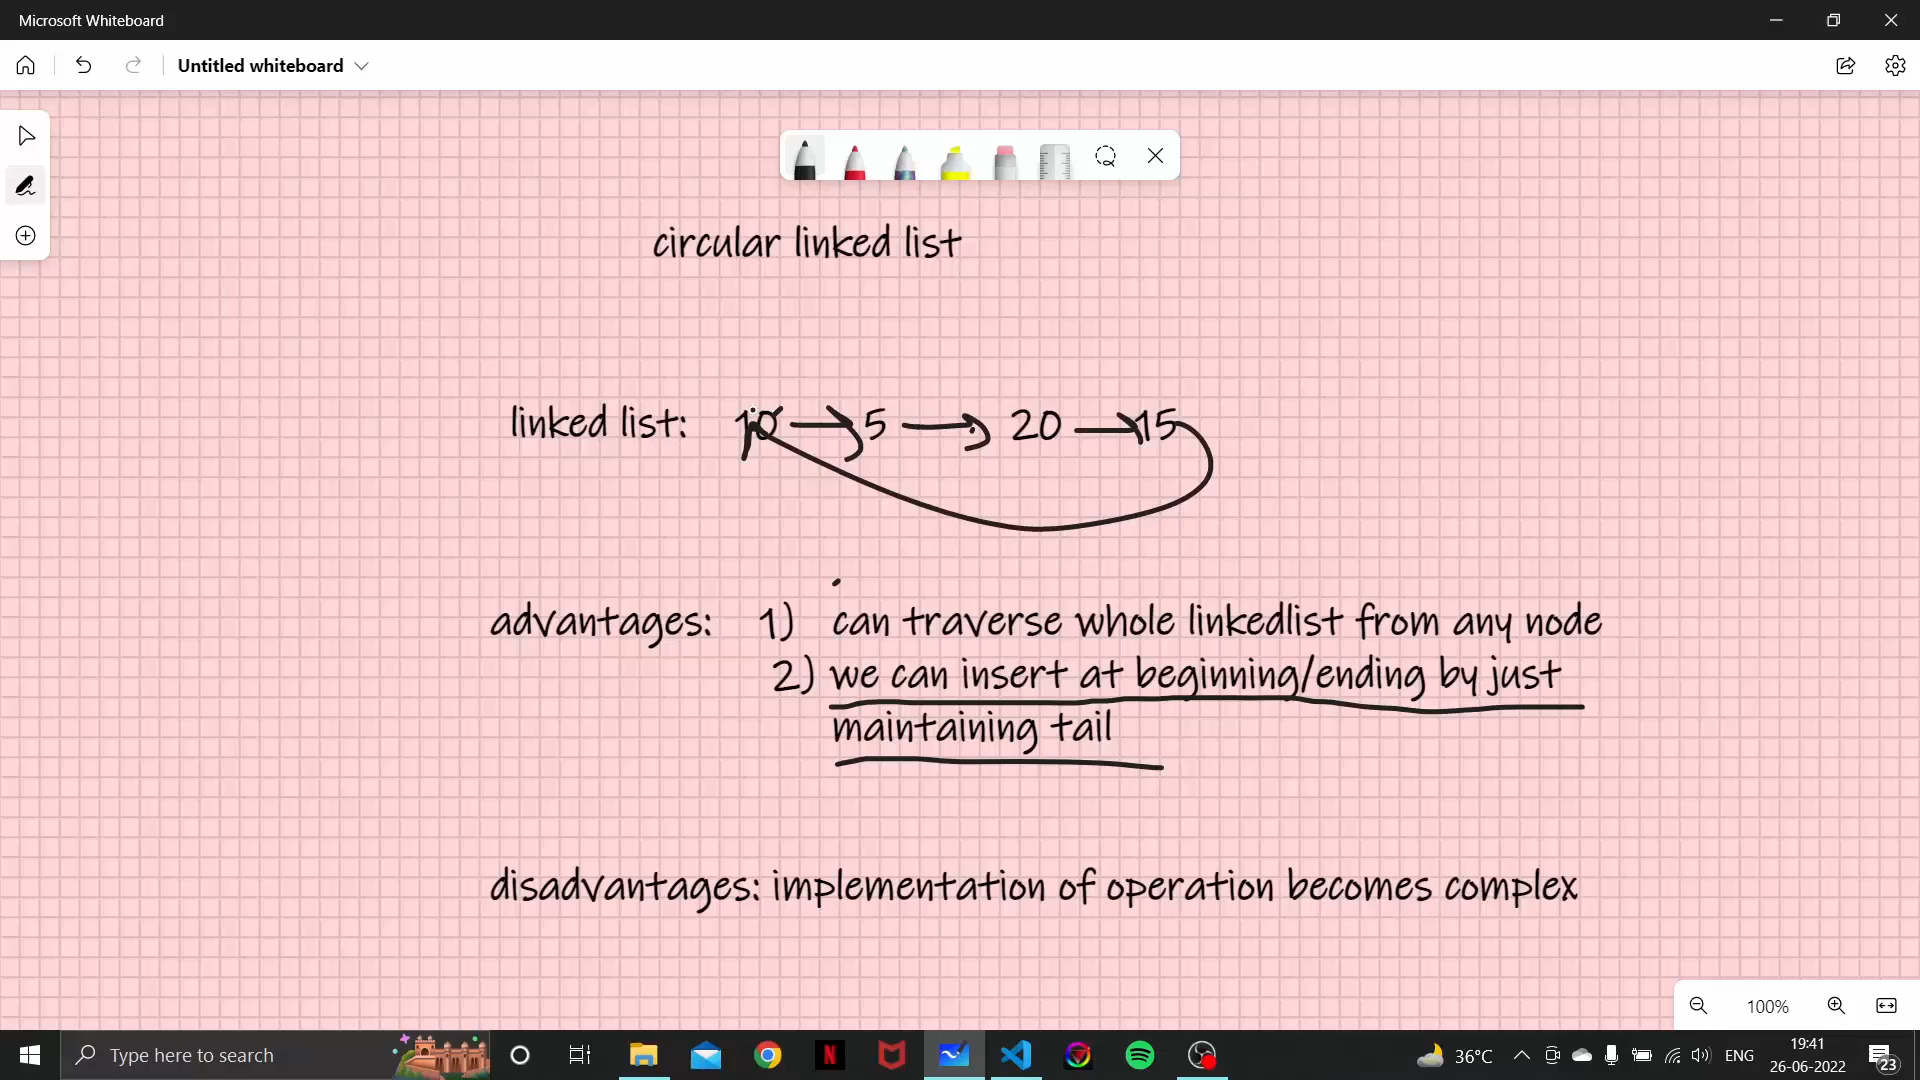 Microsoft Whiteboard
Untitled whiteboard
circular linked list
linked list: 10 5 20 15
advantages: 1) can traverse whole linkedlist from any node
2) we can insert at beginning/ending by just
maintaining tail
disadvantages: implementation of operation becomes complex
100%
Type here to search
N
36°C
ENG
19:41
26-06-2022
23